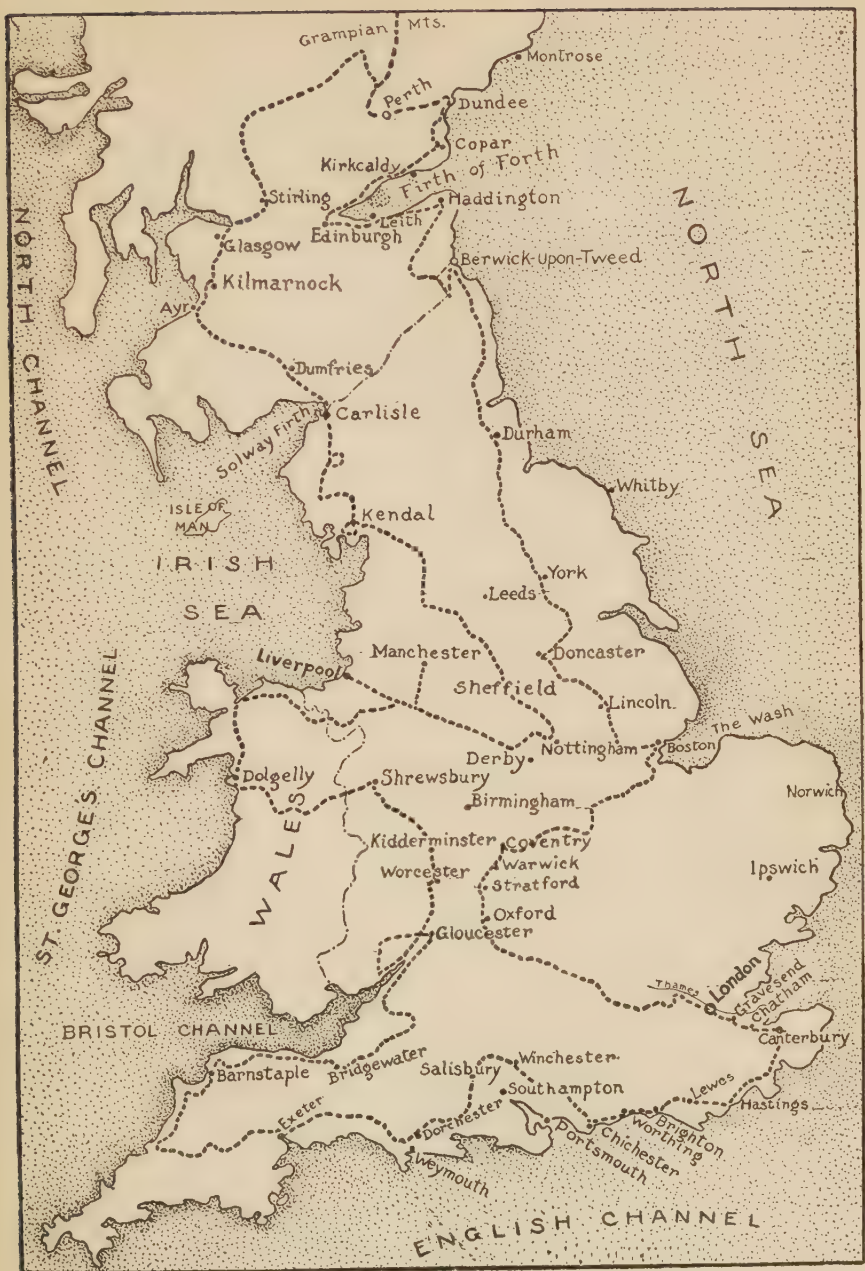 Grampian Mts.
Montrose
Perth
Dundee
Copar
Kirkcaldy
Firth of Forth
Stirling
Haddington
Leith
Edinburgh
Glasgow
Berwick-upon-Tweed
Kilmarnock
Ayr
NORTH CHANNEL
NORTH SEA
Dumfries
Solway Firth
Carlisle
Durham
Whitby
ISLE OF
MAN
Kendal
IRISH
SEA
York
Leeds
Liverpool
Manchester
Doncaster
Sheffield
Lincoln
ST. GEORGES CHANNEL
The Wash
Nottingham
Boston
Derby
Dolgelly
Shrewsbury
Norwich
Birmingham
WALES
Kidderminster
Coventry
Warwick
Worcester
Stratford
Ipswich
Oxford
Gloucester
Thames
London
Gravesend
Chatham
BRISTOL CHANNEL
Canterbury
Barnstaple
Bridgewater
Salisbury
Winchester
Southampton
Lewes
Hastings
Exeter
Dorchester
Brighton
Worthing
Chichester
Portsmouth
Weymouth
ENGLISH CHANNEL